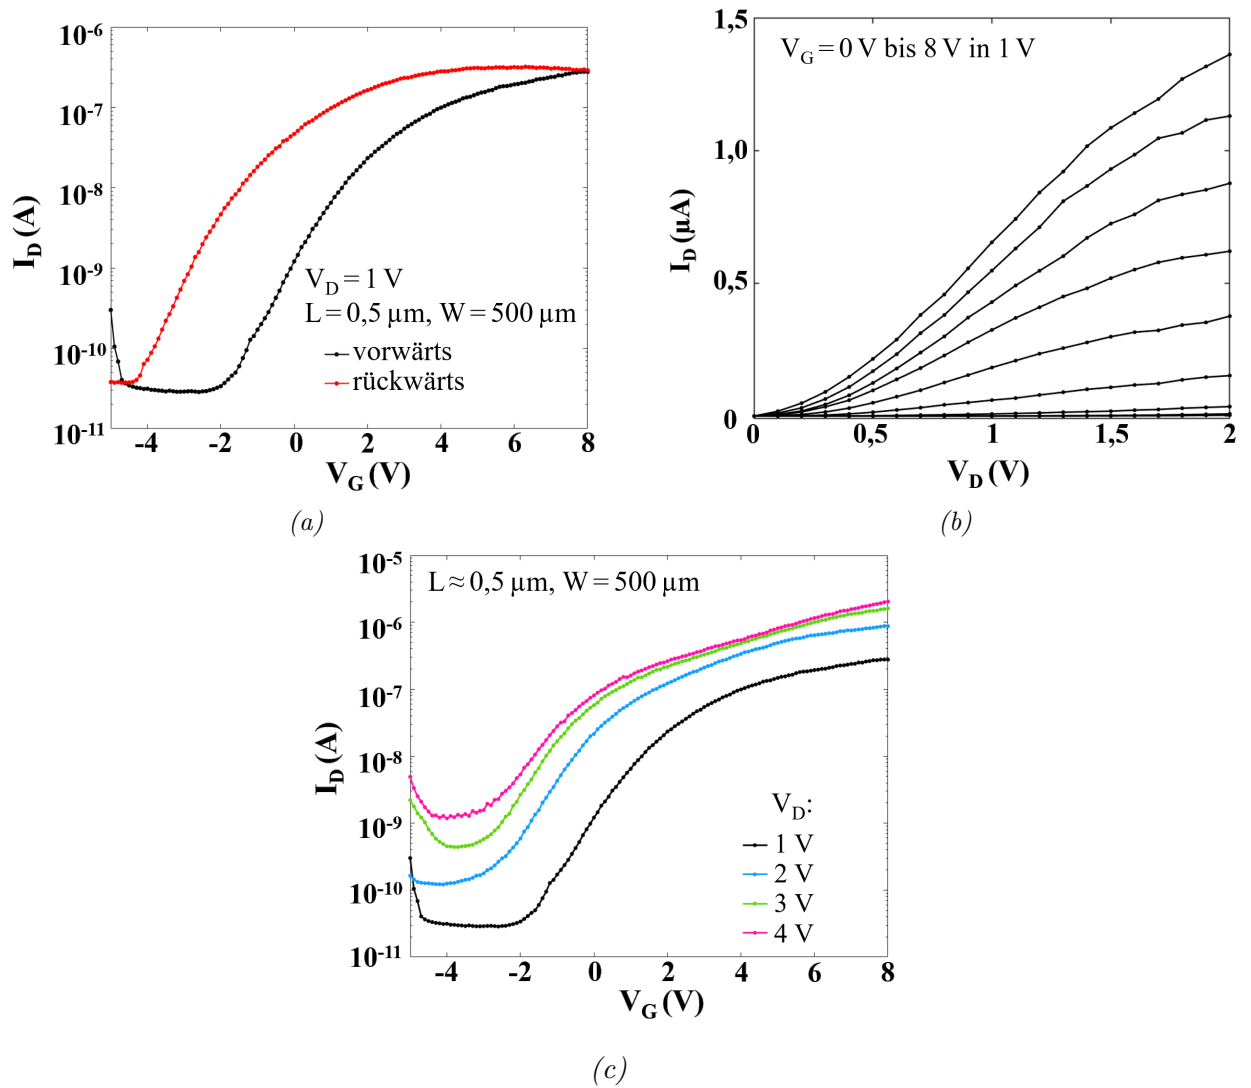 10⁻⁶
10⁻⁷
10⁻⁸
10⁻⁹
10⁻¹⁰
10⁻¹¹
I_D (A)
V_D = 1 V
L = 0,5 µm, W = 500 µm
vorwärts
rückwärts
-4 -2 0 2 4 6 8
V_G (V)
(a)
1,5
1,0
0,5
0
I_D (µA)
V_G = 0 V bis 8 V in 1 V
0 0,5 1 1,5 2
V_D (V)
(b)
10⁻⁵
10⁻⁶
10⁻⁷
10⁻⁸
10⁻⁹
10⁻¹⁰
10⁻¹¹
I_D (A)
L ≈ 0,5 µm, W = 500 µm
V_D:
1 V
2 V
3 V
4 V
-4 -2 0 2 4 6 8
V_G (V)
(c)